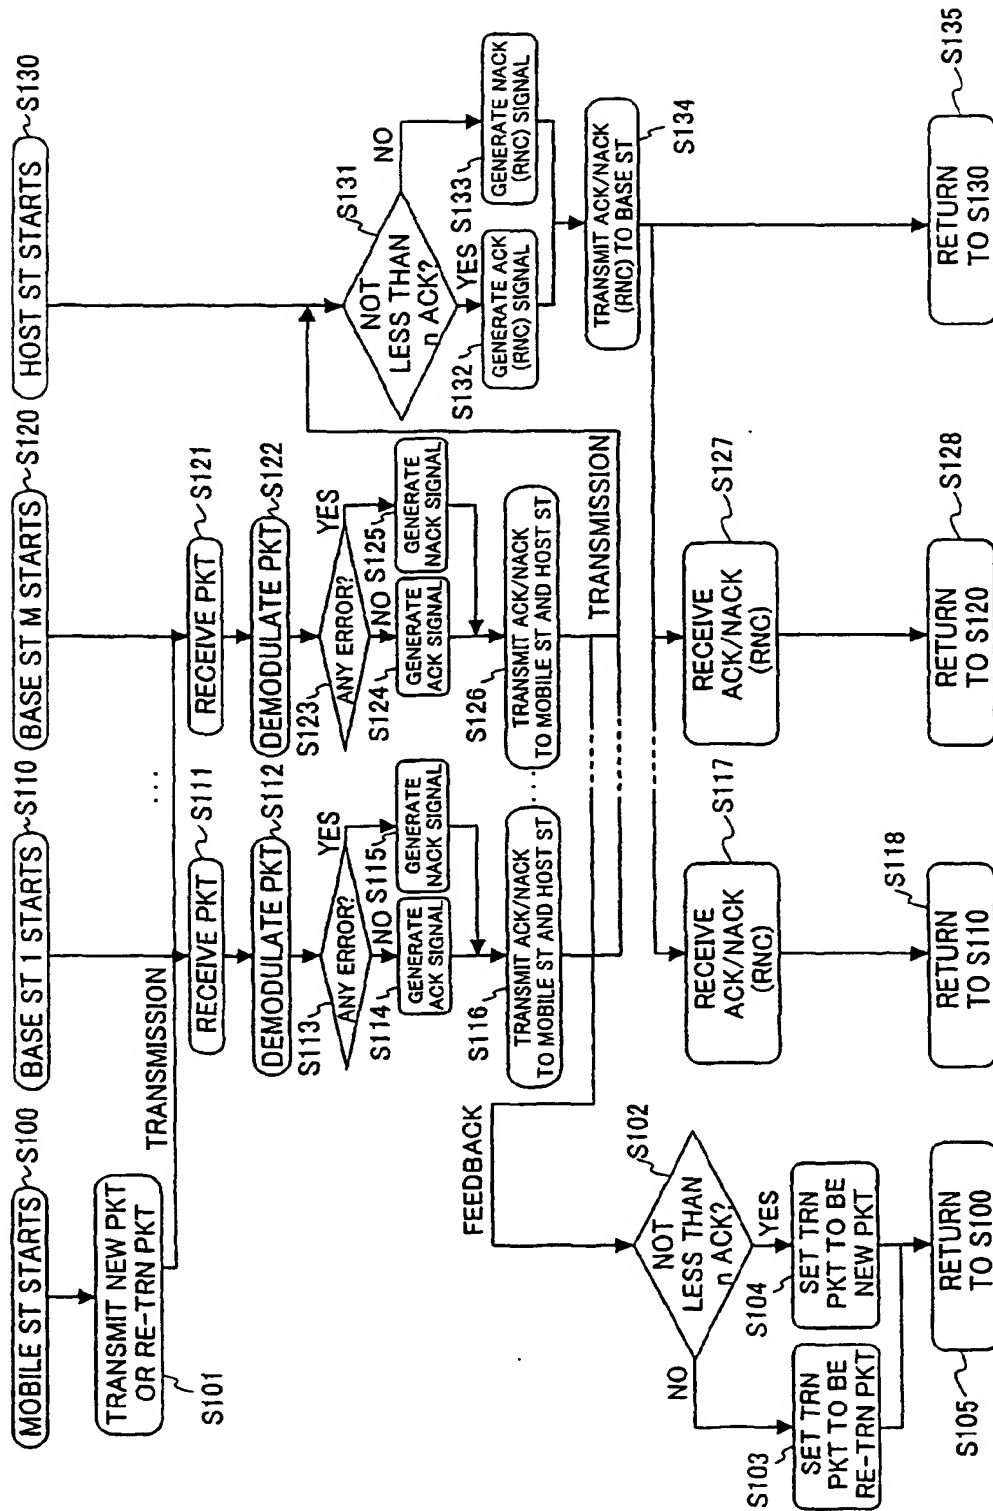 MOBILE ST STARTS
S100
TRANSMIT NEW PKT
OR RE-TRN PKT
S101
TRANSMISSION
BASE ST 1 STARTS
S110
...
RECEIVE PKT
S111
DEMODULATE PKT
S112
ANY ERROR?
S113
YES
NO
GENERATE
ACK SIGNAL
S114
GENERATE
NACK SIGNAL
S115
TRANSMIT ACK/NACK
TO MOBILE ST AND HOST ST
S116
...
BASE ST M STARTS
S120
RECEIVE PKT
S121
DEMODULATE PKT
S122
ANY ERROR?
S123
YES
NO
GENERATE
ACK SIGNAL
S124
GENERATE
NACK SIGNAL
S125
TRANSMIT ACK/NACK
TO MOBILE ST AND HOST ST
S126
TRANSMISSION
HOST ST STARTS
S130
NOT
LESS THAN
n ACK?
S131
NO
YES
GENERATE ACK
(RNC) SIGNAL
S132
GENERATE NACK
(RNC) SIGNAL
S133
TRANSMIT ACK/NACK
(RNC) TO BASE ST
S134
FEEDBACK
NOT
LESS THAN
n ACK?
S102
NO
YES
SET TRN
PKT TO BE
RE-TRN PKT
S103
SET TRN
PKT TO BE
NEW PKT
S104
RETURN
TO S100
S105
RECEIVE
ACK/NACK
(RNC)
S117
RETURN
TO S110
S118
RECEIVE
ACK/NACK
(RNC)
S127
RETURN
TO S120
S128
RETURN
TO S130
S135